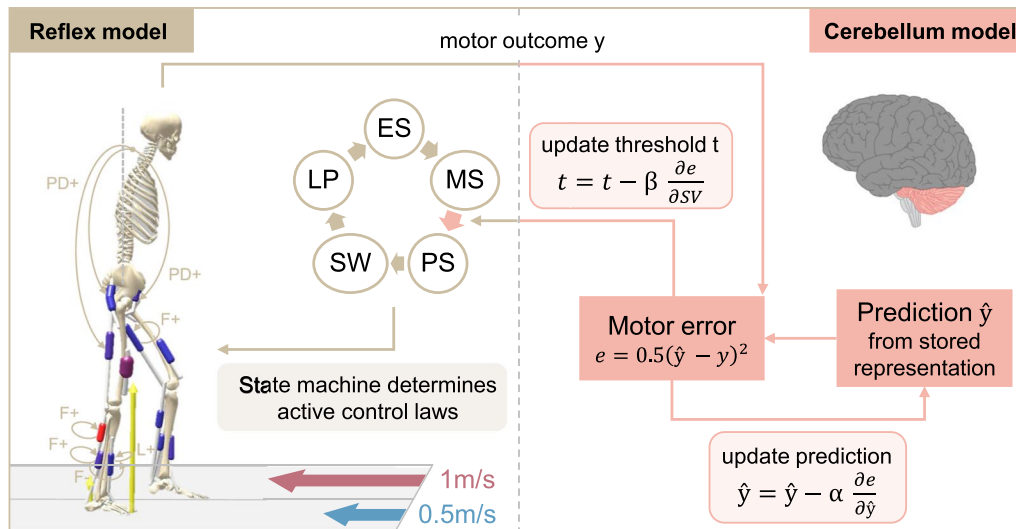 Reflex model
motor outcome y
Cerebellum model
ES
MS
PS
SW
LP
update threshold t
t = t − β ∂e/∂SV
PD+
PD+
F+
F+
F+
L+
F-
State machine determines
active control laws
Motor error
e = 0.5(ŷ − y)²
Prediction ŷ
from stored
representation
update prediction
ŷ = ŷ − α ∂e/∂ŷ
1m/s
0.5m/s